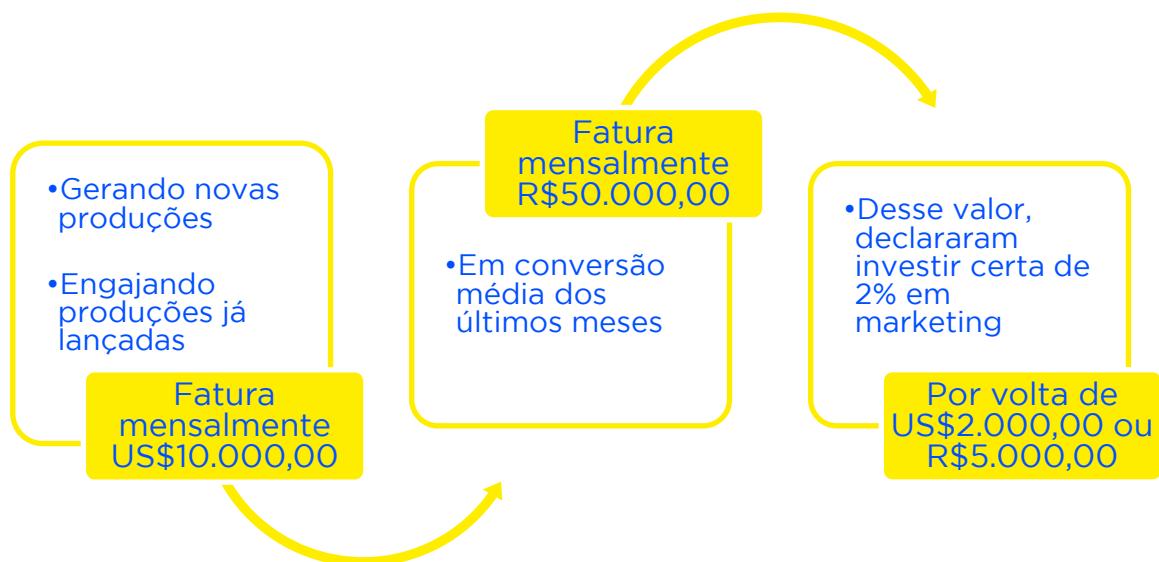 •Gerando novas
produções
•Engajando
produções já
lançadas
Fatura
mensalmente
US$10.000,00
Fatura
mensalmente
R$50.000,00
•Em conversão
média dos
últimos meses
•Desse valor,
declararam
investir certa de
2% em
marketing
Por volta de
US$2.000,00 ou
R$5.000,00